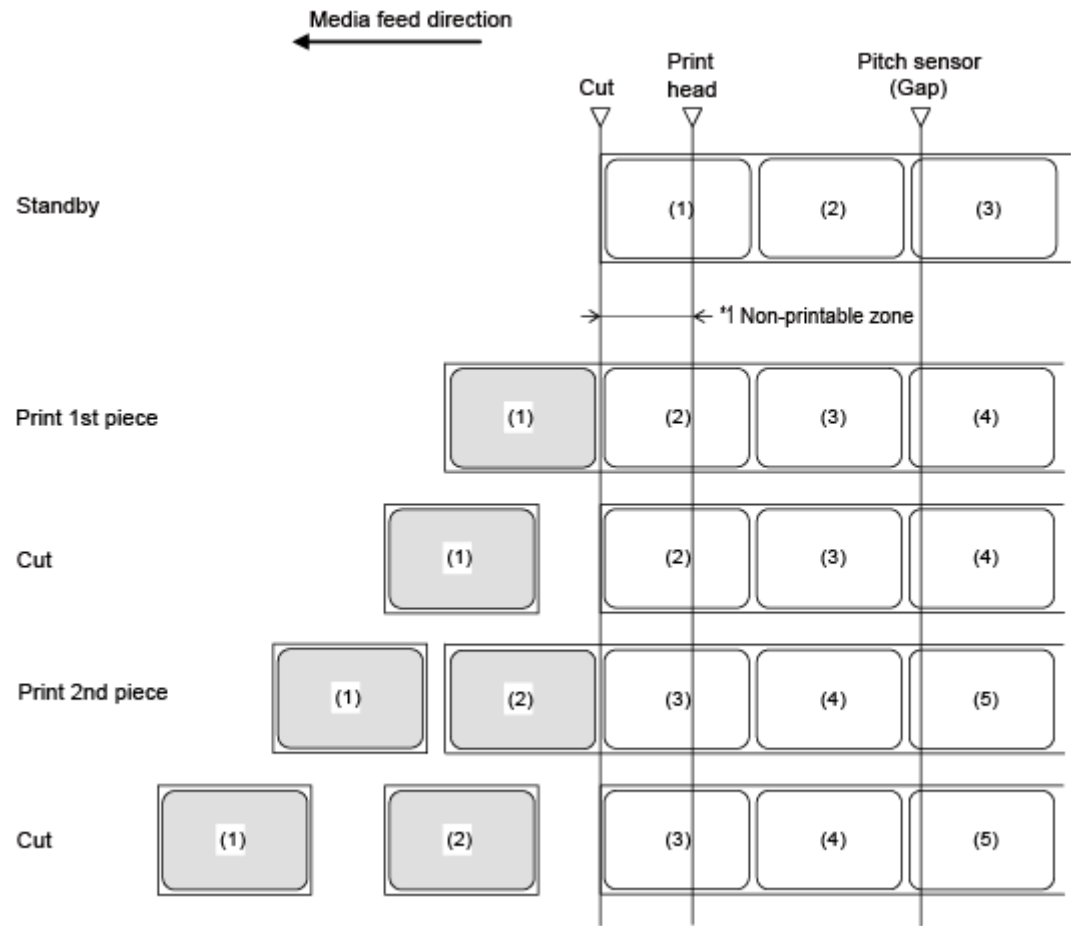 Media feed direction
Cut
Print
head
Pitch sensor
(Gap)
Standby
(1)
(2)
(3)
*1 Non-printable zone
Print 1st piece
(1)
(2)
(3)
(4)
Cut
(1)
(2)
(3)
(4)
Print 2nd piece
(1)
(2)
(3)
(4)
(5)
Cut
(1)
(2)
(3)
(4)
(5)